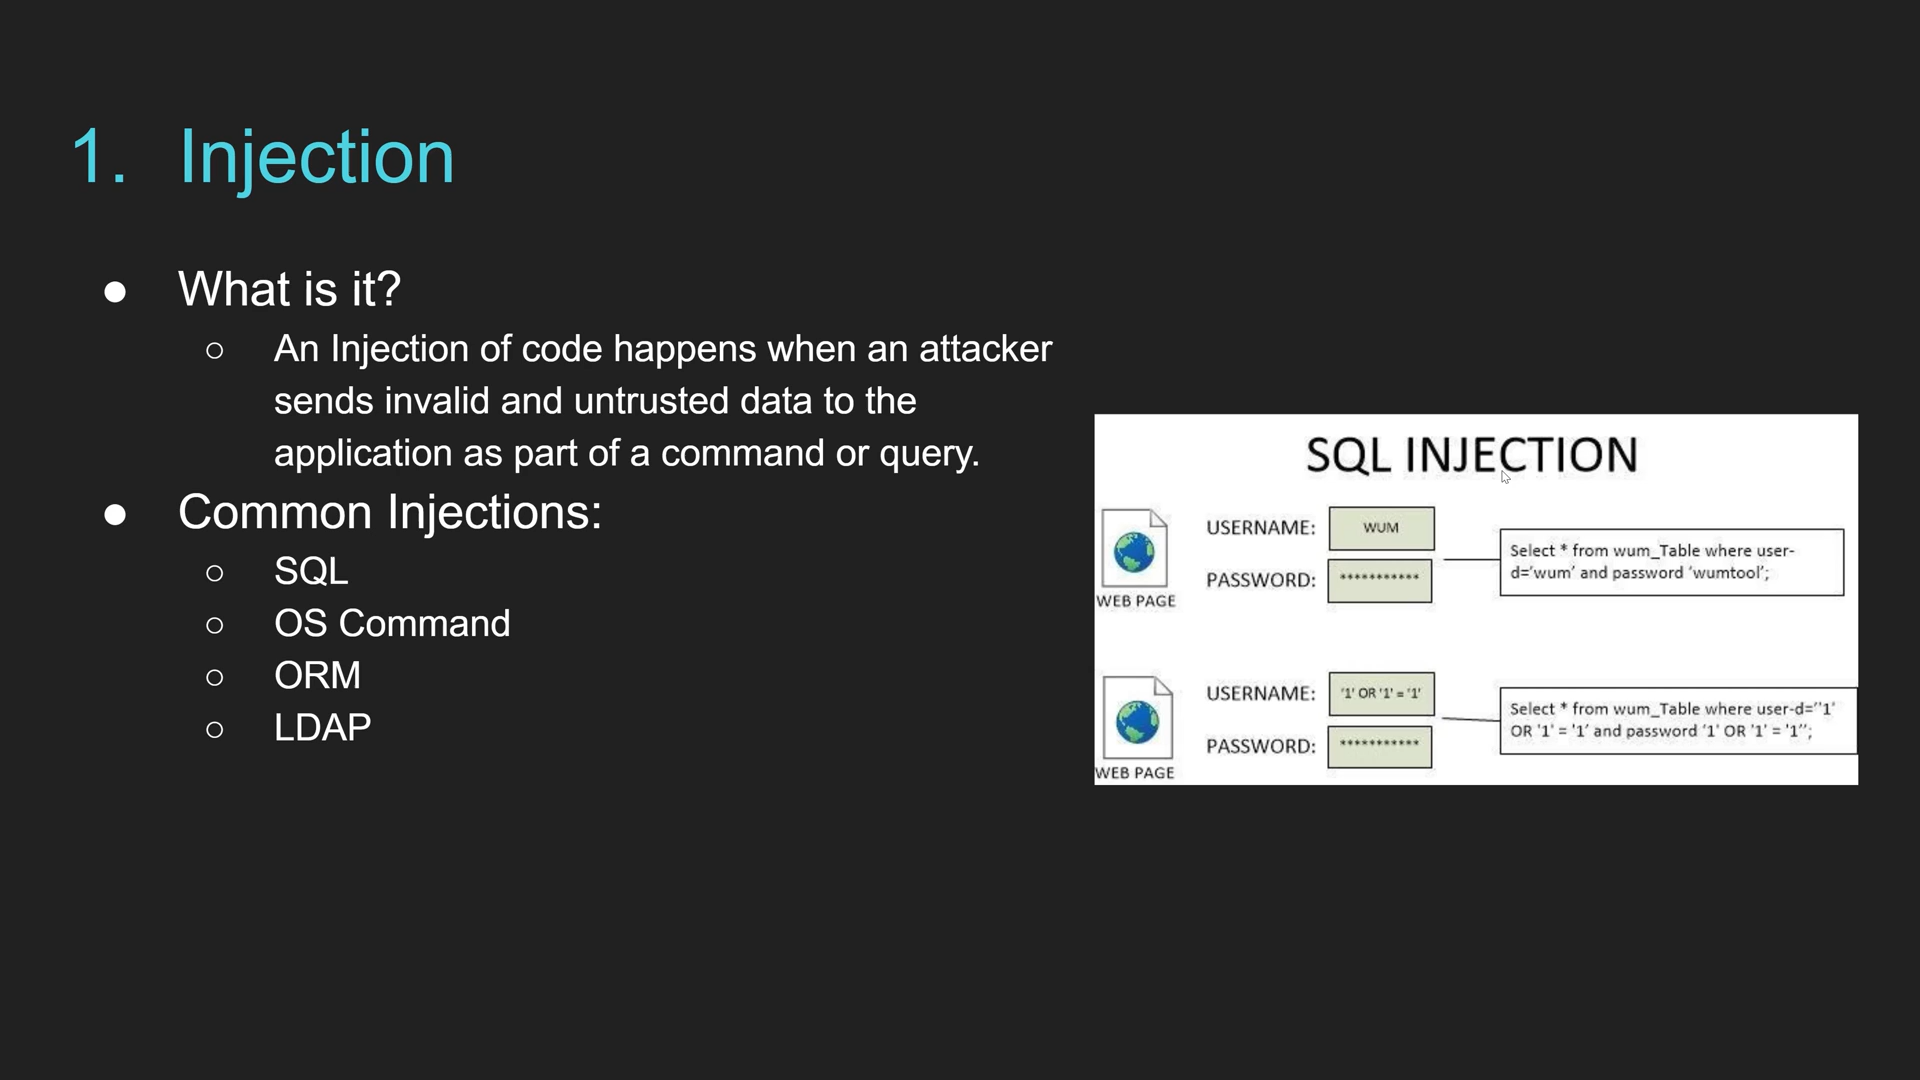 1. Injection
● What is it?
○ An Injection of code happens when an attacker
sends invalid and untrusted data to the
application as part of a command or query.
● Common Injections:
○ SQL
○ OS Command
○ ORM
○ LDAP
SQL INJECTION
USERNAME: WUM
PASSWORD: ***********
WEB PAGE
Select * from wum_Table where user-
d='wum' and password 'wumtool';
USERNAME: '1' OR '1' = '1'
PASSWORD: ***********
WEB PAGE
Select * from wum_Table where user-d=''1'
OR '1' = '1' and password '1' OR '1' = '1'';